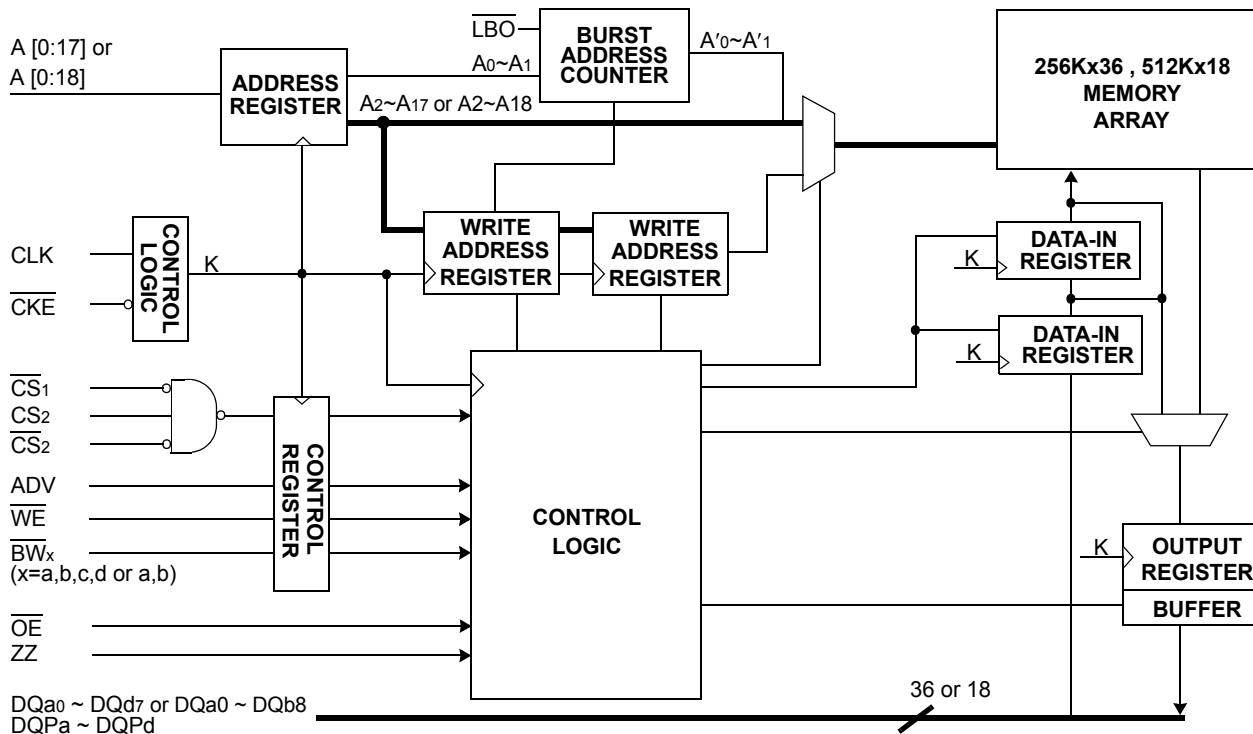 A [0:17] or
A [0:18]
ADDRESS
REGISTER
LBO
A0~A1
BURST
ADDRESS
COUNTER
A′0~A′1
A2~A17 or A2~A18
256Kx36 , 512Kx18
MEMORY
ARRAY
CLK
CKE
CONTROL
LOGIC
K
WRITE
ADDRESS
REGISTER
WRITE
ADDRESS
REGISTER
K
DATA-IN
REGISTER
K
DATA-IN
REGISTER
CS1
CS2
CS2
ADV
WE
BWx
(x=a,b,c,d or a,b)
CONTROL
REGISTER
CONTROL
LOGIC
K
OUTPUT
REGISTER
BUFFER
OE
ZZ
DQa0 ~ DQd7 or DQa0 ~ DQb8
DQPa ~ DQPd
36 or 18